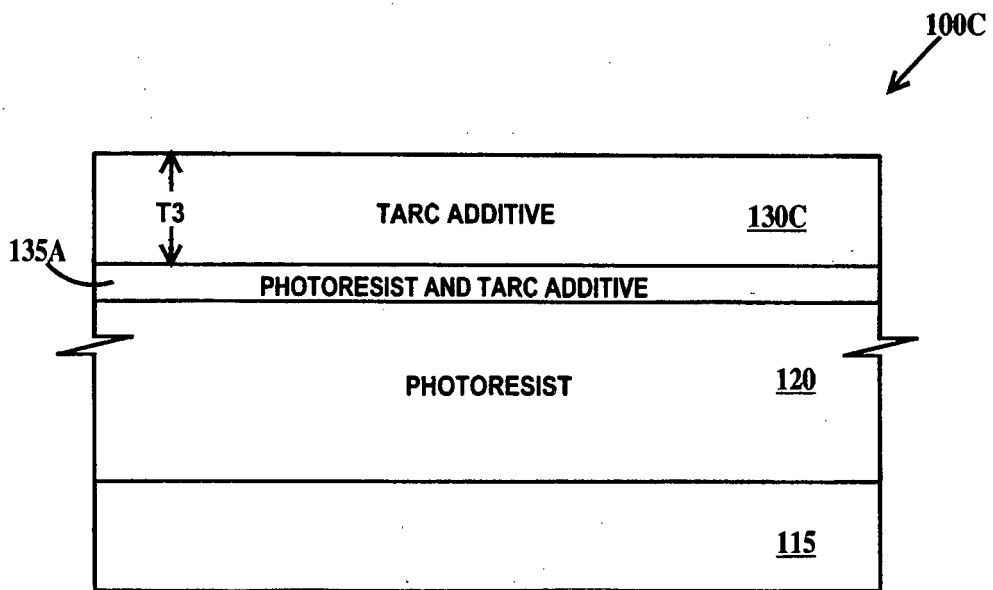 100C
T3
TARC ADDITIVE
130C
135A
PHOTORESIST AND TARC ADDITIVE
PHOTORESIST
120
115